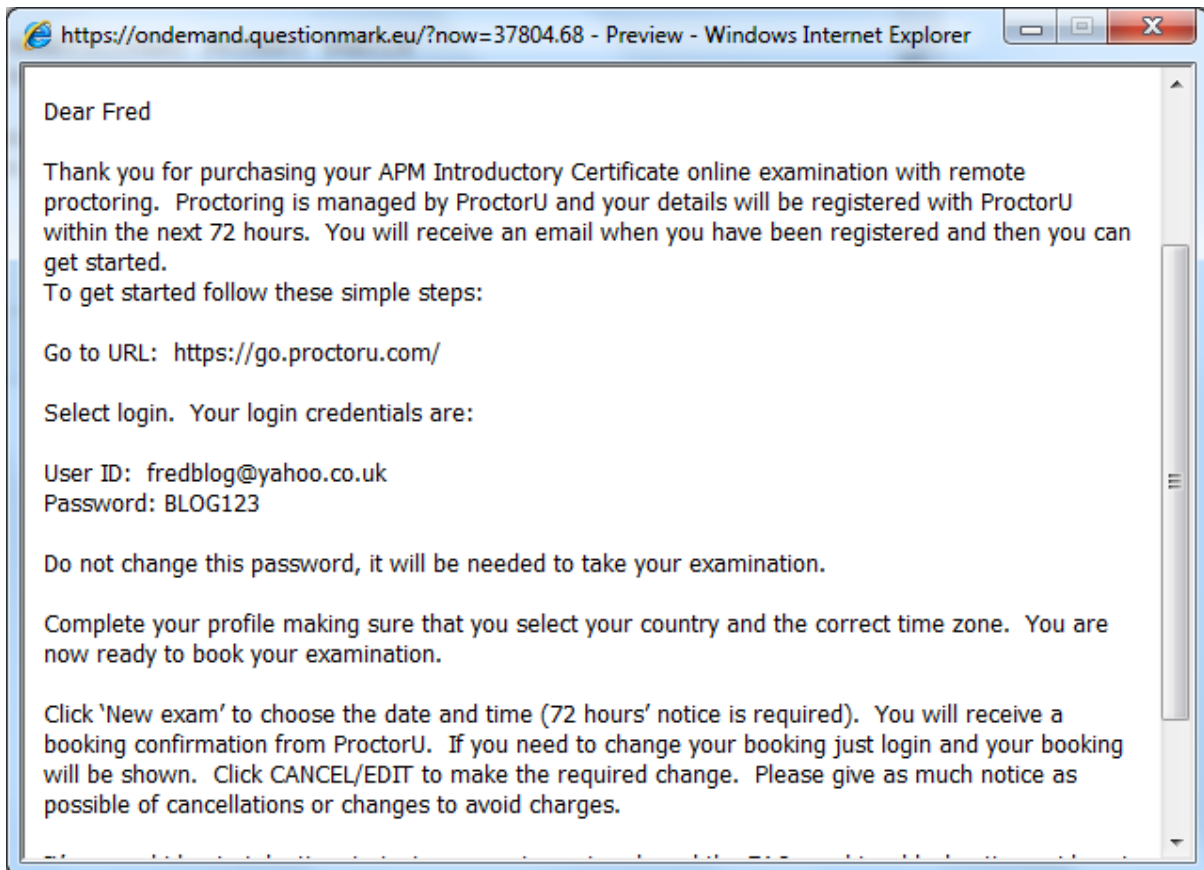 https://ondemand.questionmark.eu/?now=37804.68 - Preview - Windows Internet Explorer
Dear Fred
Thank you for purchasing your APM Introductory Certificate online examination with remote
proctoring.  Proctoring is managed by ProctorU and your details will be registered with ProctorU
within the next 72 hours.  You will receive an email when you have been registered and then you can
get started.
To get started follow these simple steps:
Go to URL:  https://go.proctoru.com/
Select login.  Your login credentials are:
User ID:  fredblog@yahoo.co.uk
Password: BLOG123
Do not change this password, it will be needed to take your examination.
Complete your profile making sure that you select your country and the correct time zone.  You are
now ready to book your examination.
Click ‘New exam’ to choose the date and time (72 hours’ notice is required).  You will receive a
booking confirmation from ProctorU.  If you need to change your booking just login and your booking
will be shown.  Click CANCEL/EDIT to make the required change.  Please give as much notice as
possible of cancellations or changes to avoid charges.